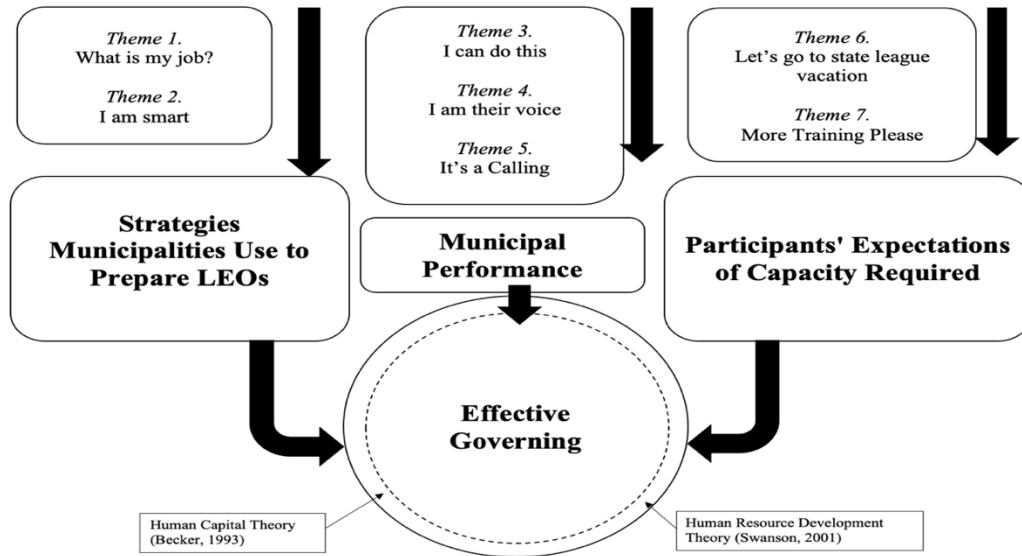 Theme 1.
What is my job?
Theme 2.
I am smart
Theme 3.
I can do this
Theme 4.
I am their voice
Theme 5.
It's a Calling
Theme 6.
Let's go to state league
vacation
Theme 7.
More Training Please
Strategies
Municipalities Use to
Prepare LEOs
Municipal
Performance
Participants' Expectations
of Capacity Required
Effective
Governing
Human Capital Theory
(Becker, 1993)
Human Resource Development
Theory (Swanson, 2001)